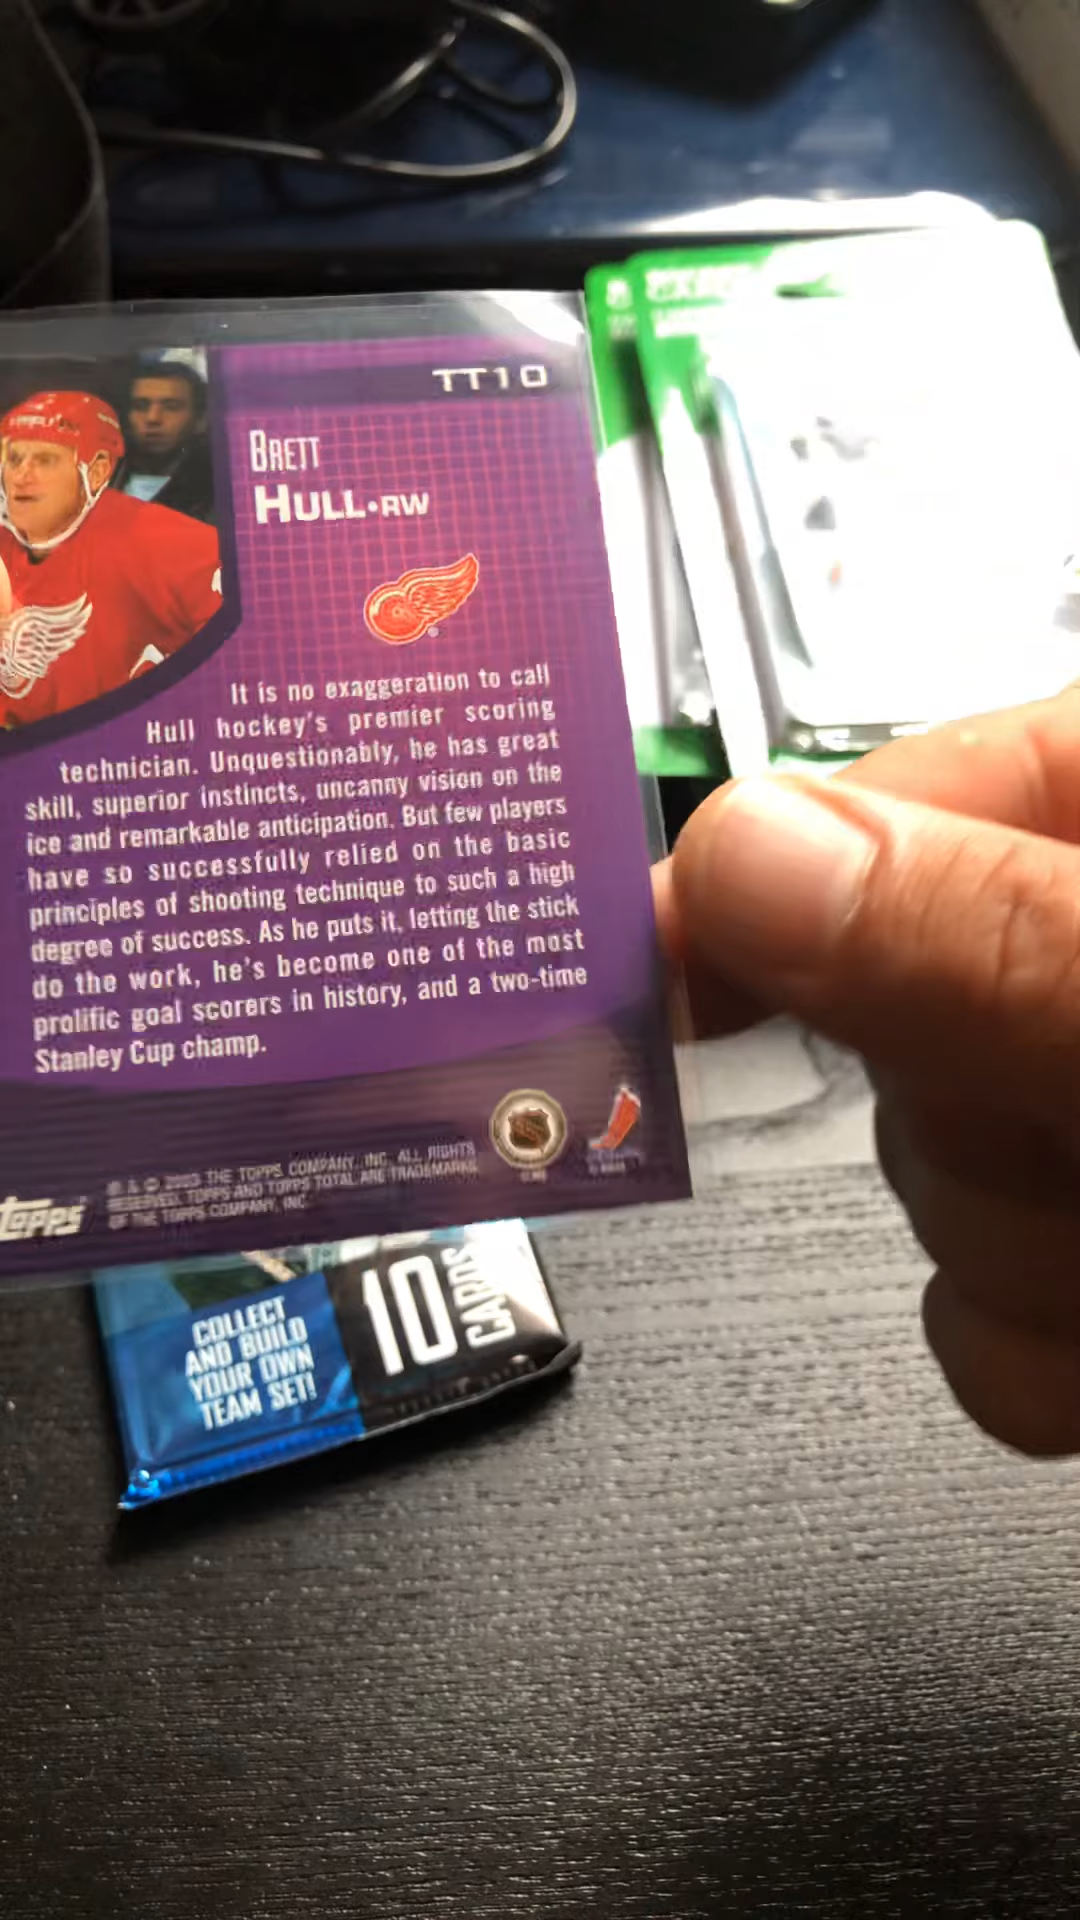 TT10
BRETT
HULL•RW
It is no exaggeration to call
Hull hockey's premier scoring
technician. Unquestionably, he has great
skill, superior instincts, uncanny vision on the
ice and remarkable anticipation. But few players
have so successfully relied on the basic
principles of shooting technique to such a high
degree of success. As he puts it, letting the stick
do the work, he's become one of the most
prolific goal scorers in history, and a two-time
Stanley Cup champ.
® & © 2003 THE TOPPS COMPANY, INC. ALL RIGHTS
RESERVED. TOPPS AND TOPPS TOTAL ARE TRADEMARKS
OF THE TOPPS COMPANY, INC.
topps
COLLECT
AND BUILD
YOUR OWN
TEAM SET!
10
CARDS